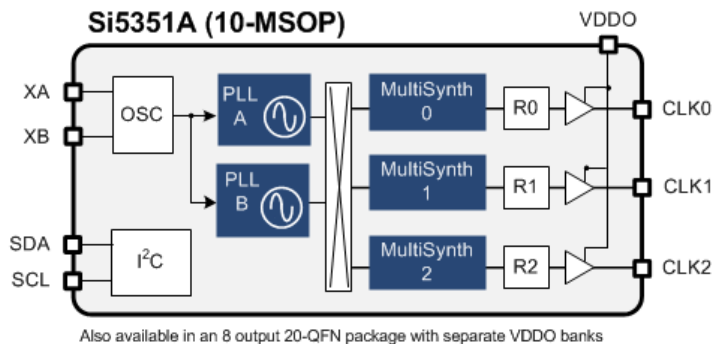 Si5351A (10-MSOP)
VDDO
XA
XB
OSC
PLL
A
PLL
B
MultiSynth
0
R0
CLK0
MultiSynth
1
R1
CLK1
MultiSynth
2
R2
CLK2
SDA
SCL
I²C
Also available in an 8 output 20-QFN package with separate VDDO banks